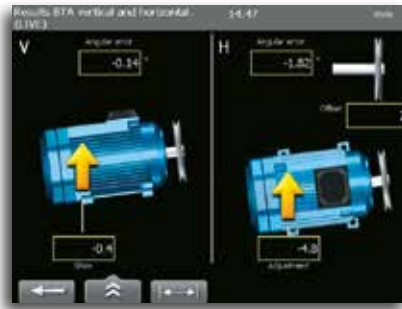 Results BTA vertical and horizontal.
(LIVE)
14:47
V
Angular error
-0.14 °
H
Angular error
-1.82 °
Offset
-0.4
Shim
-4.8
Adjustment